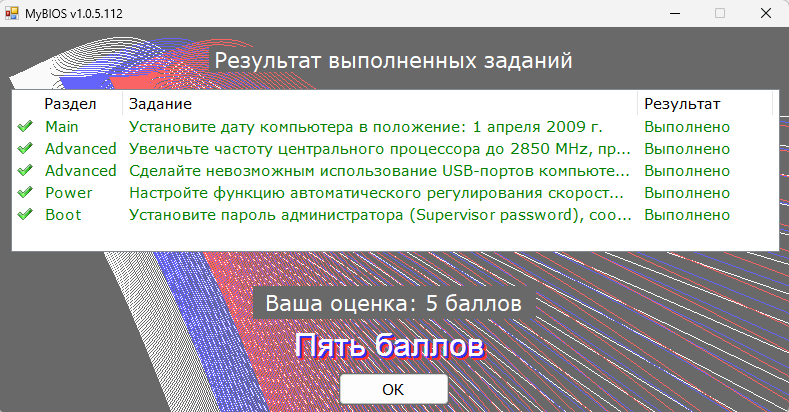 MyBIOS v1.0.5.112
Результат выполненных заданий
Раздел Задание Результат
Main Установите дату компьютера в положение: 1 апреля 2009 г. Выполнено
Advanced Увеличьте частоту центрального процессора до 2850 MHz, пр... Выполнено
Advanced Сделайте невозможным использование USB-портов компьюте... Выполнено
Power Настройте функцию автоматического регулирования скорост... Выполнено
Boot Установите пароль администратора (Supervisor password), соо... Выполнено
Ваша оценка: 5 баллов
Пять баллов
OK